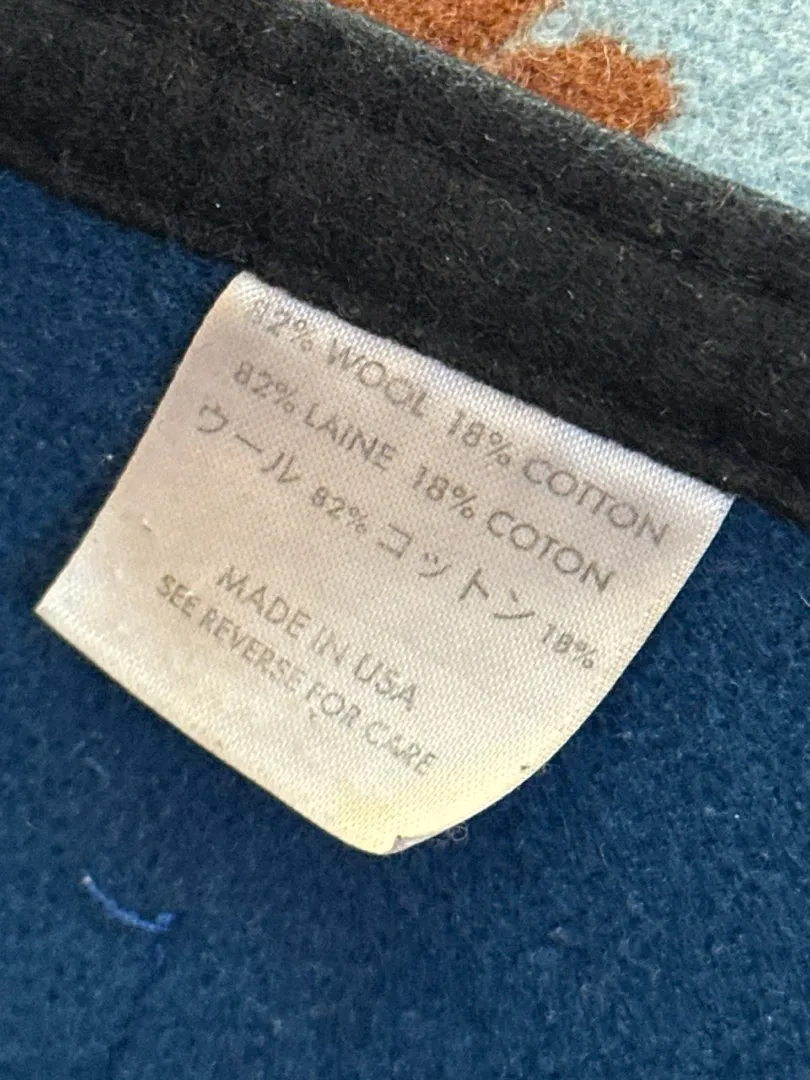 82% WOOL 18% COTTON
82% LAINE 18% COTON
ウール 82% コットン 18%
MADE IN USA
SEE REVERSE FOR CARE